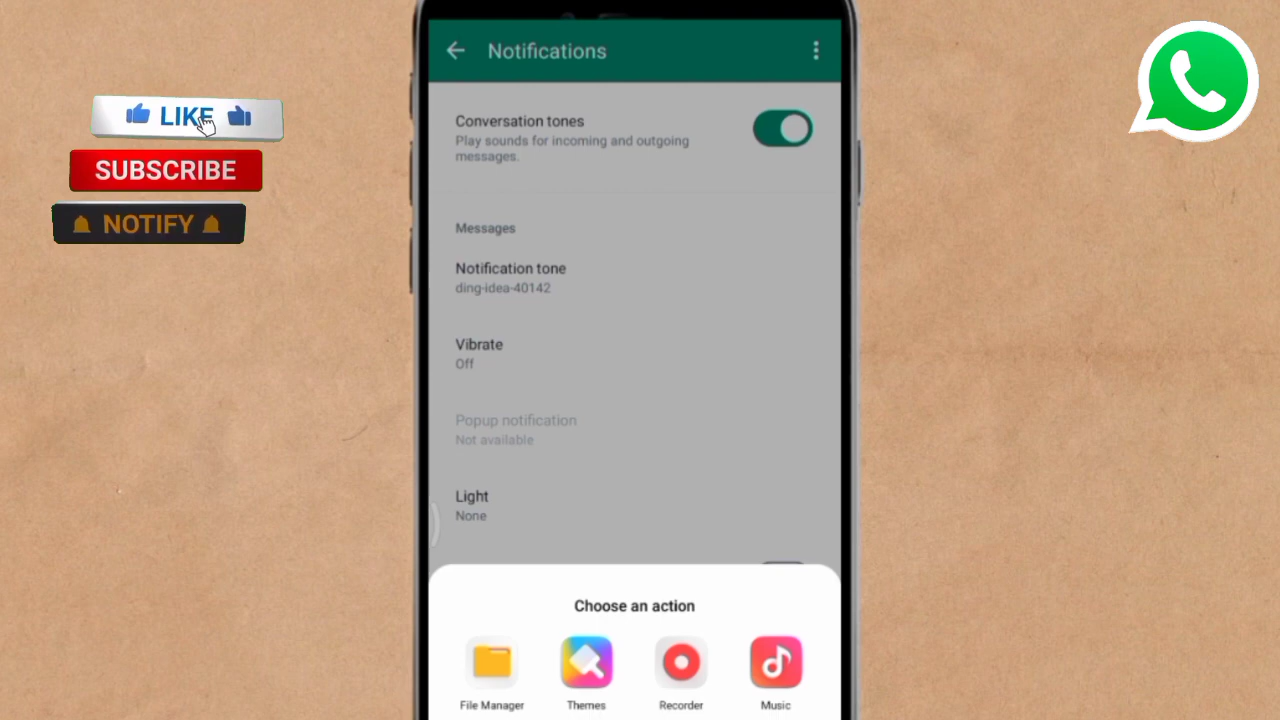 Notifications
Conversation tones
Play sounds for incoming and outgoing
messages.
Messages
Notification tone
ding-idea-40142
Vibrate
Off
Popup notification
Not available
Light
None
Choose an action
File Manager
Themes
Recorder
Music
LIKE
SUBSCRIBE
NOTIFY